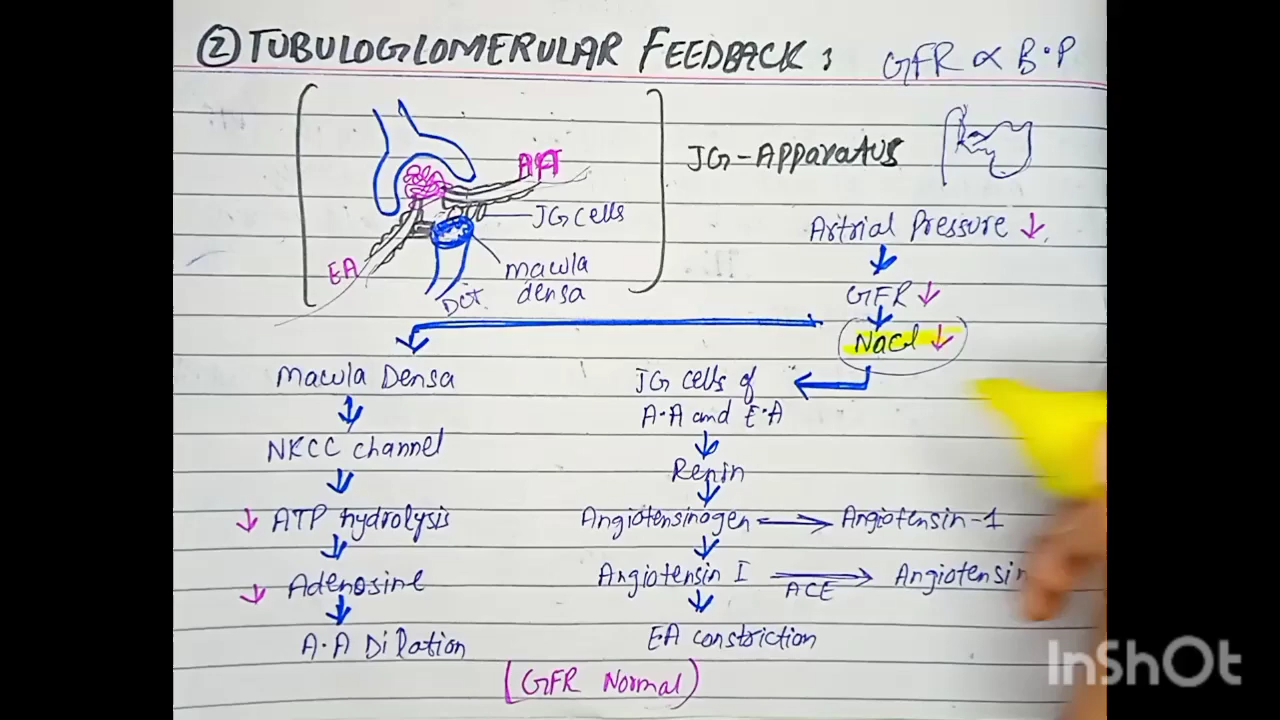 ② TUBULOGLOMERULAR FEEDBACK :
GFR ∝ B.P
AA
JG-Apparatus
JG cells
EA
macula
densa
DCT
Artrial Pressure ↓
GFR ↓
NaCl ↓
Macula Densa
NKCC channel
↓ ATP hydrolysis
↓ Adenosine
A.A Dilation
JG cells of
A.A and E.A
Renin
Angiotensinogen → Angiotensin-1
Angiotensin I → Angiotensin
ACE
EA constriction
(GFR Normal)
InShOt